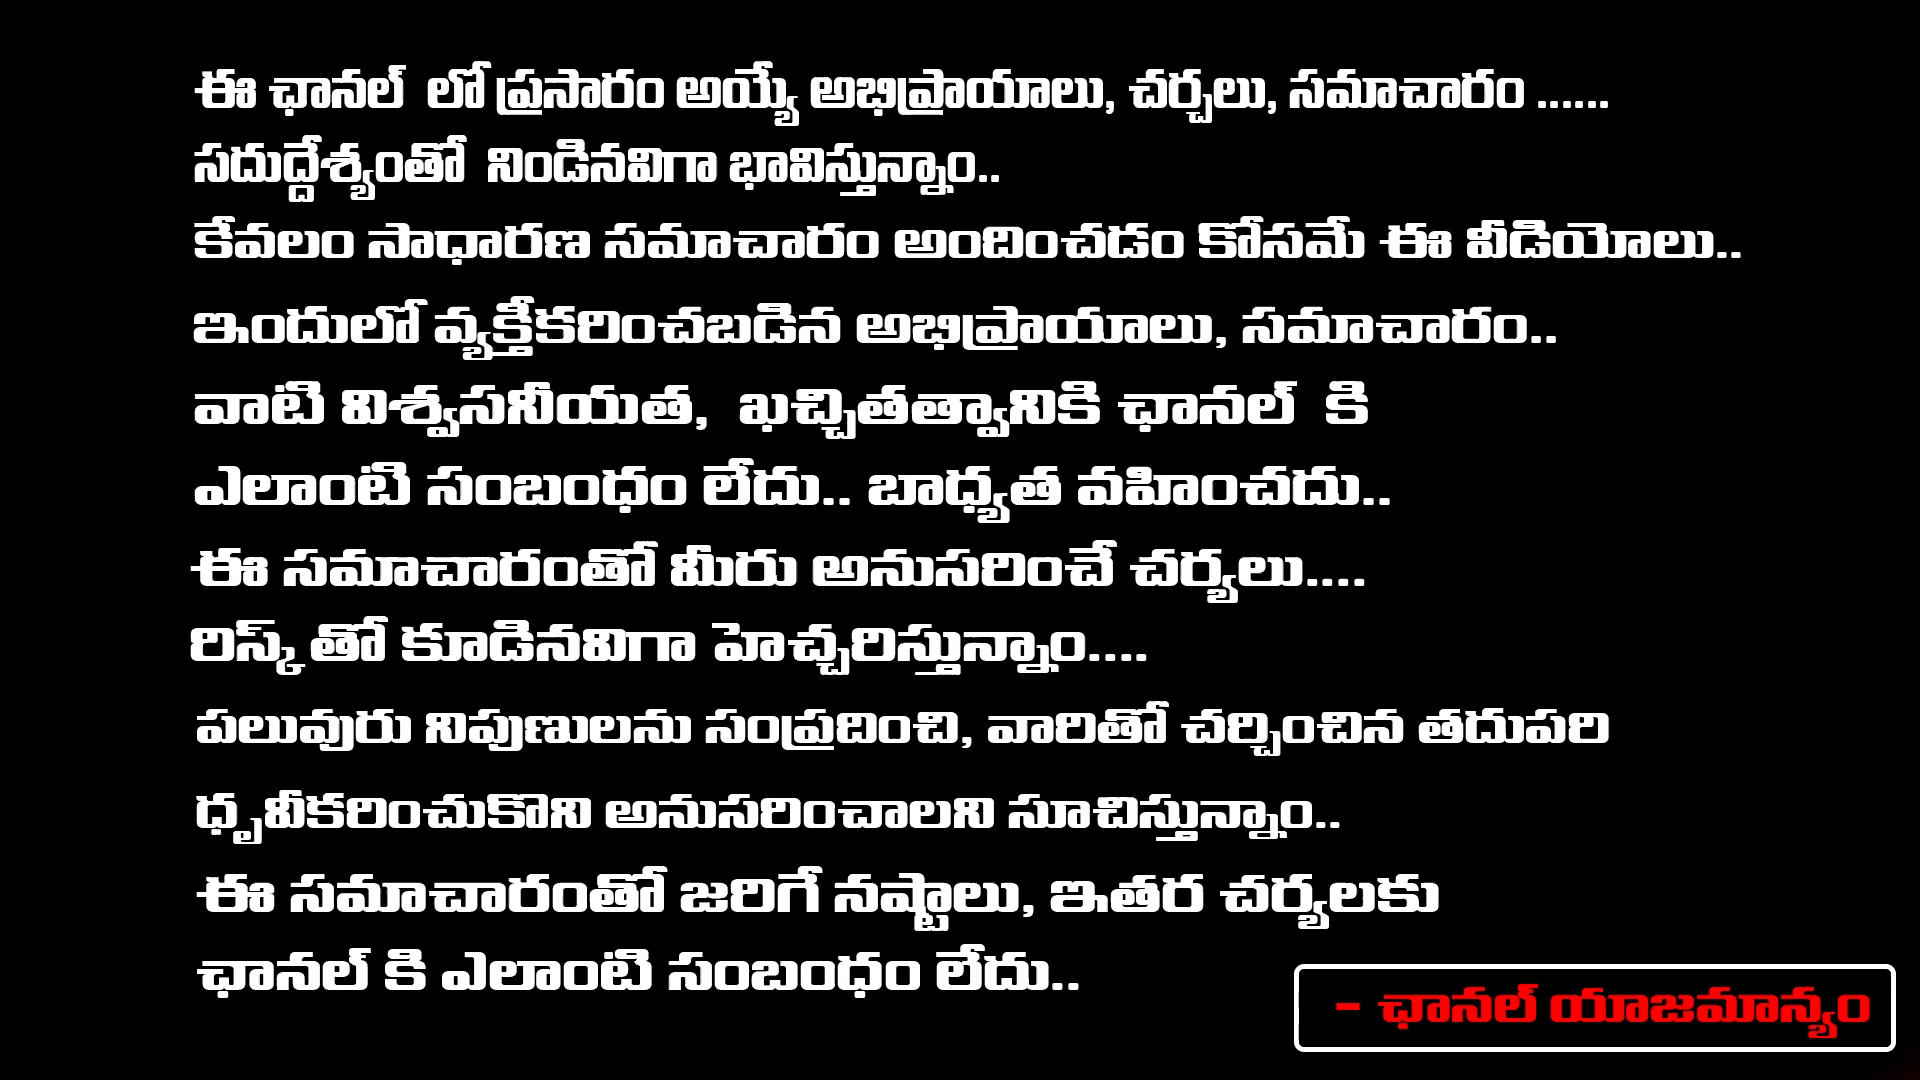 ఈ ఛానల్ లో ప్రసారం అయ్యే అభిప్రాయాలు, చర్చలు, సమాచారం ......
సదుద్దేశ్యంతో నిండినవిగా భావిస్తున్నాం..
కేవలం సాధారణ సమాచారం అందించడం కోసమే ఈ వీడియోలు..
ఇందులో వ్యక్తీకరించబడిన అభిప్రాయాలు, సమాచారం..
వాటి విశ్వసనీయత, ఖచ్చితత్వానికి ఛానల్ కి
ఎలాంటి సంబంధం లేదు.. బాధ్యత వహించదు..
ఈ సమాచారంతో మీరు అనుసరించే చర్యలు....
రిస్క్ తో కూడినవిగా హెచ్చరిస్తున్నాం....
పలువురు నిపుణులను సంప్రదించి, వారితో చర్చించిన తదుపరి
ధృవీకరించుకొని అనుసరించాలని సూచిస్తున్నాం..
ఈ సమాచారంతో జరిగే నష్టాలు, ఇతర చర్యలకు
ఛానల్ కి ఎలాంటి సంబంధం లేదు..
- ఛానల్ యాజమాన్యం